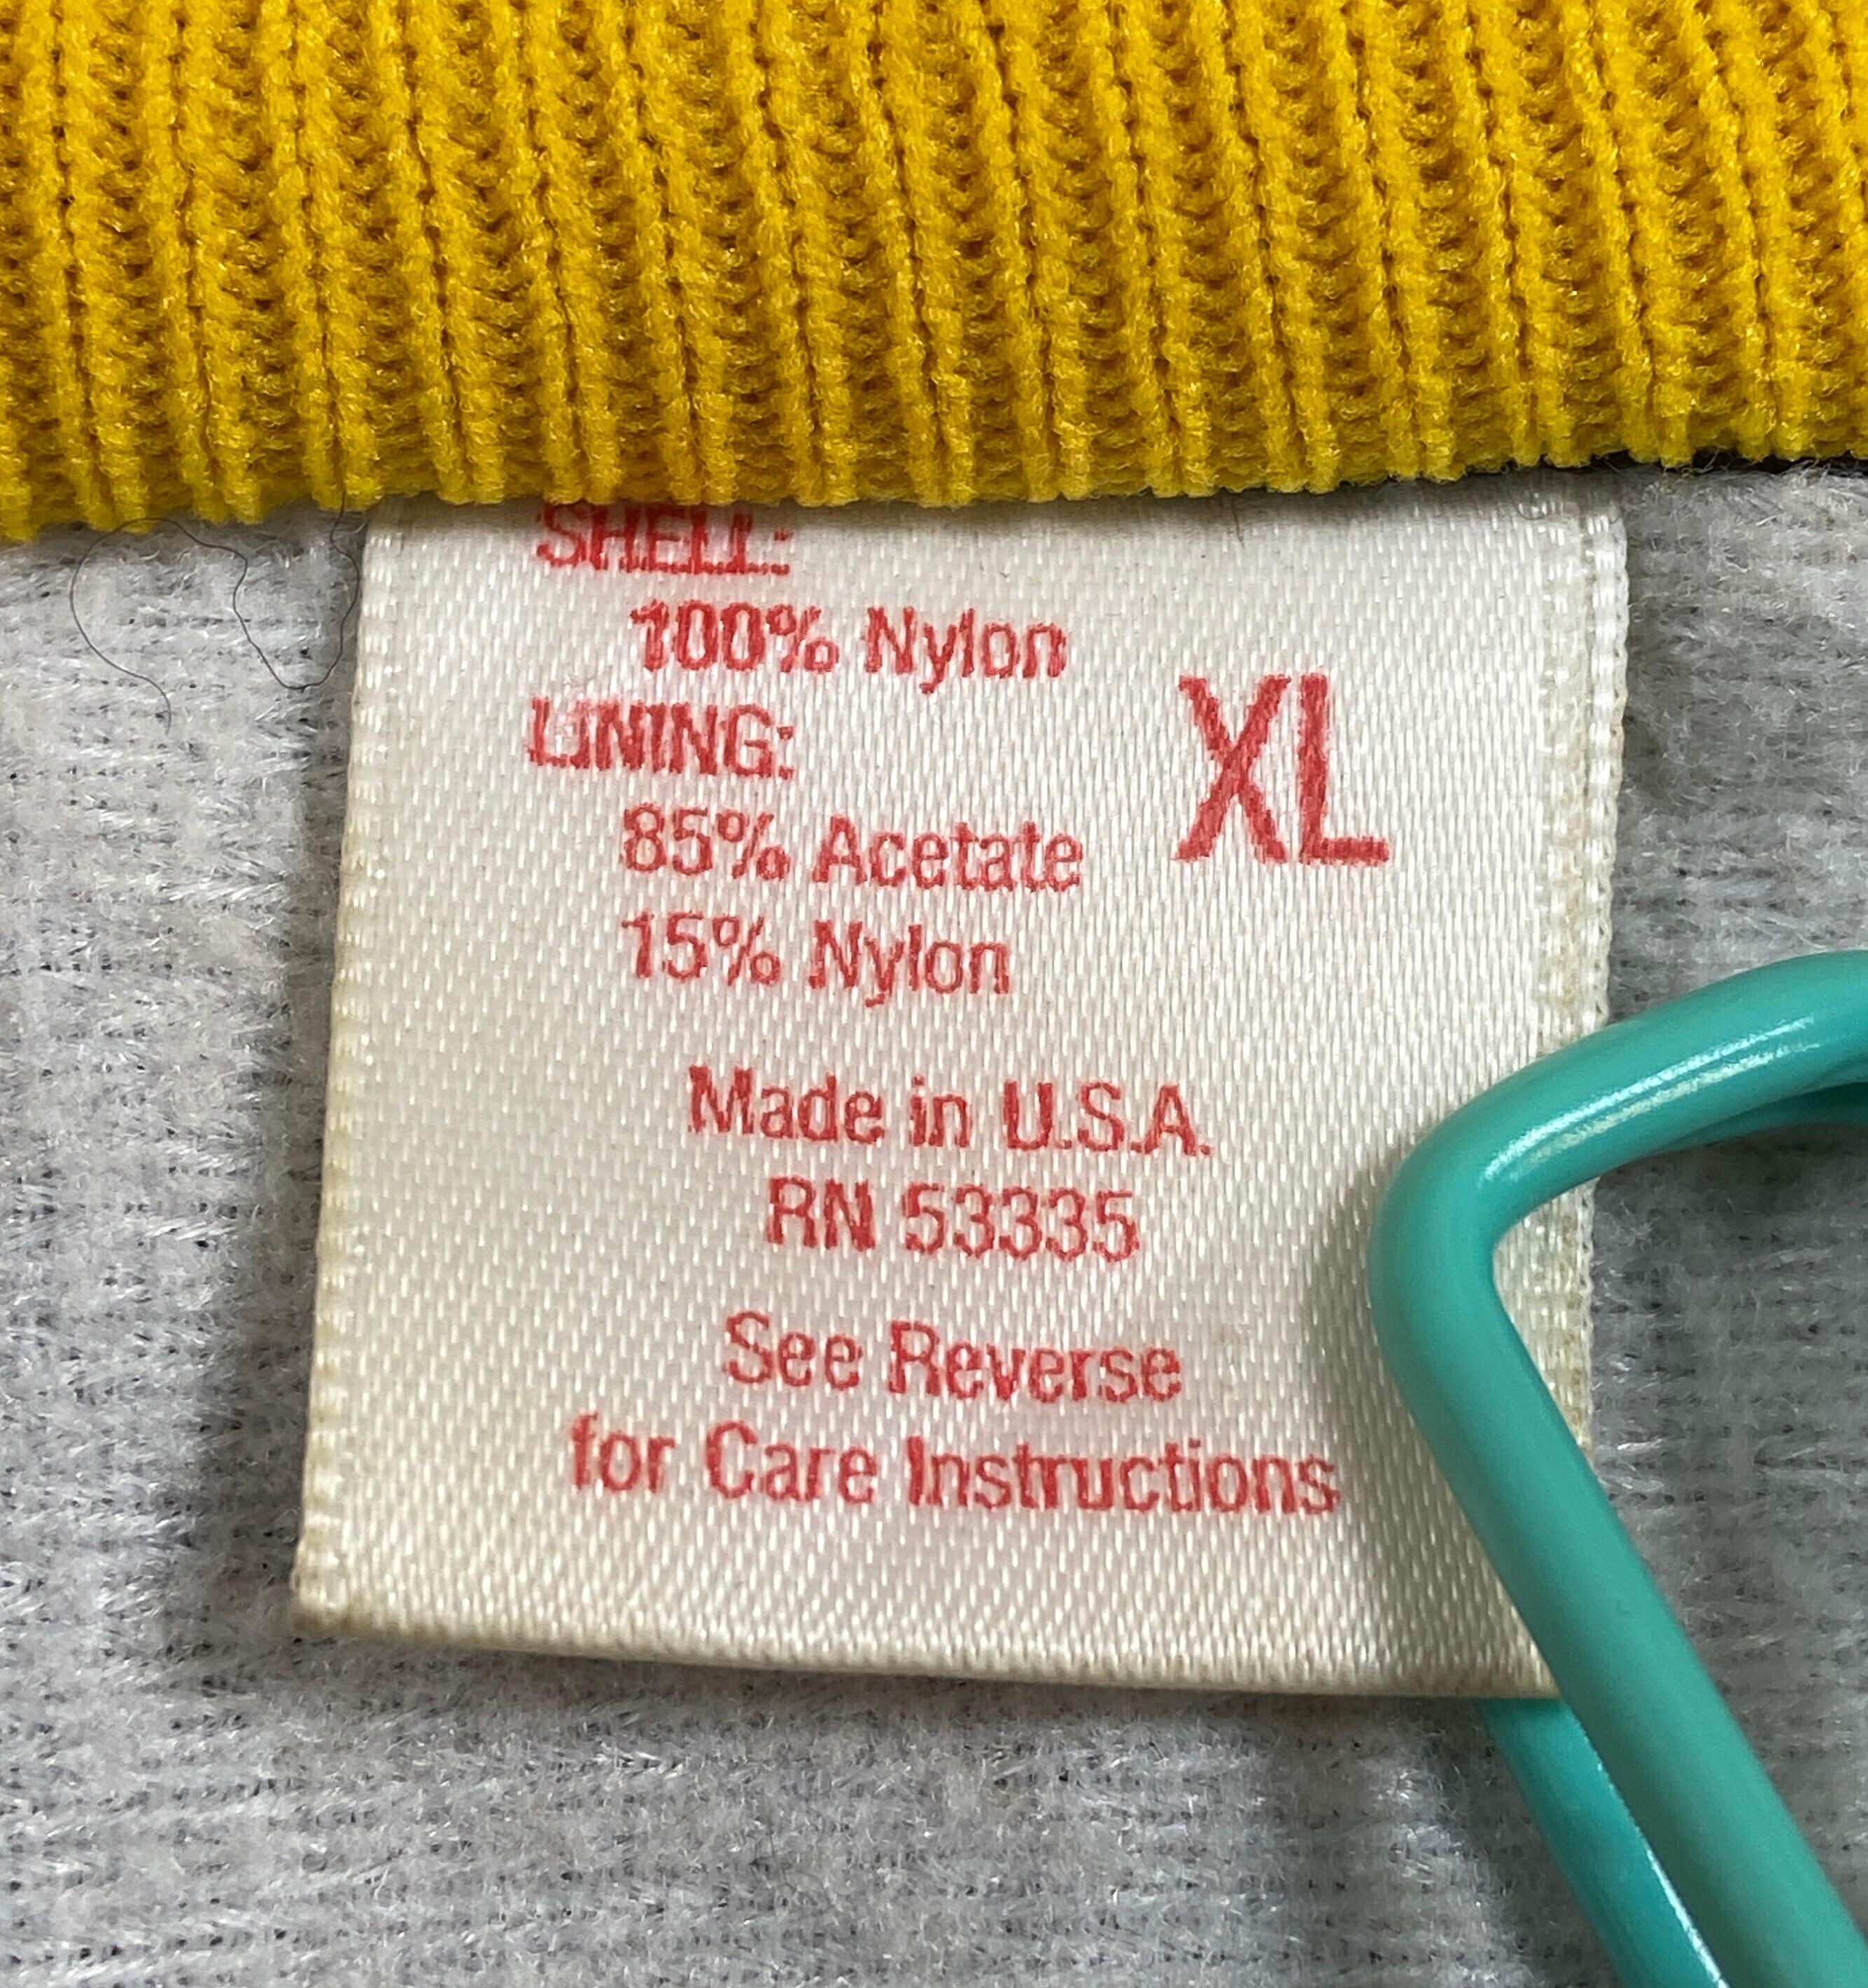 SHELL:
100% Nylon
LINING:
85% Acetate
15% Nylon
XL
Made in U.S.A.
RN 53335
See Reverse
for Care Instructions